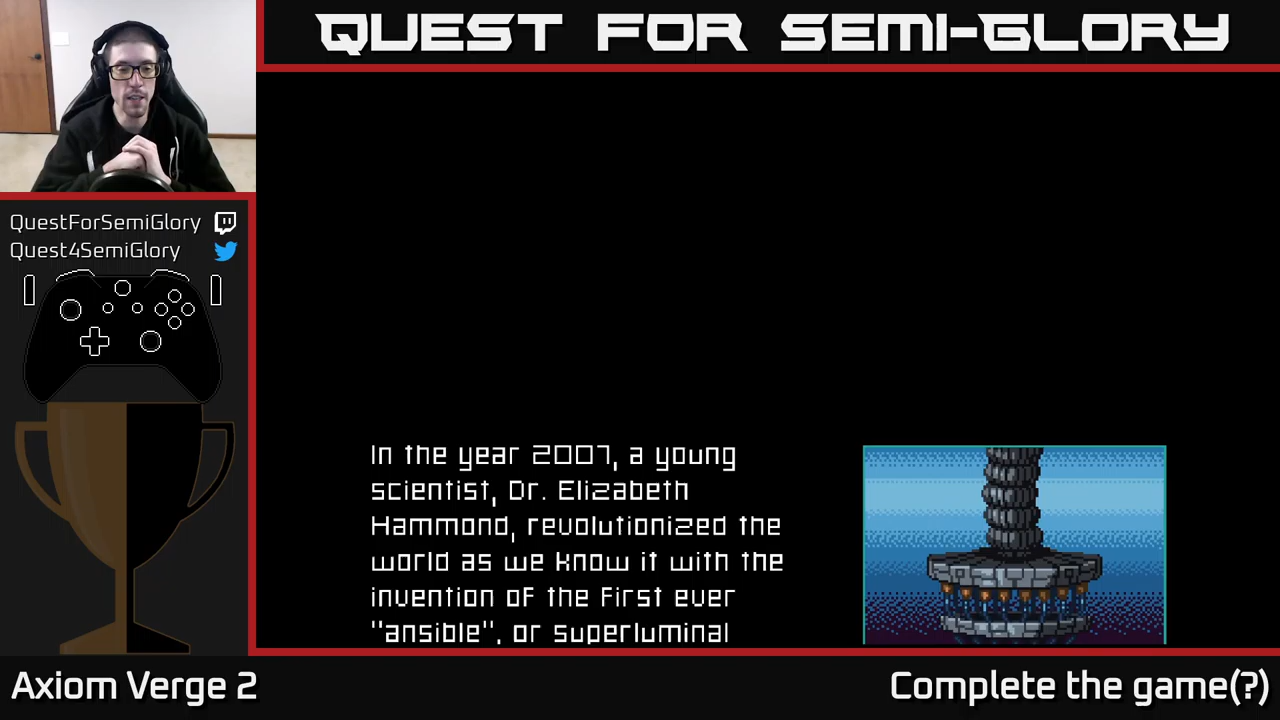 QUEST FOR SEMI-GLORY
QuestForSemiGlory
Quest4SemiGlory
In the year 2007, a young
scientist, Dr. Elizabeth
Hammond, revolutionized the
world as we know it with the
invention of the first ever
"ansible", or superluminal
Axiom Verge 2
Complete the game(?)